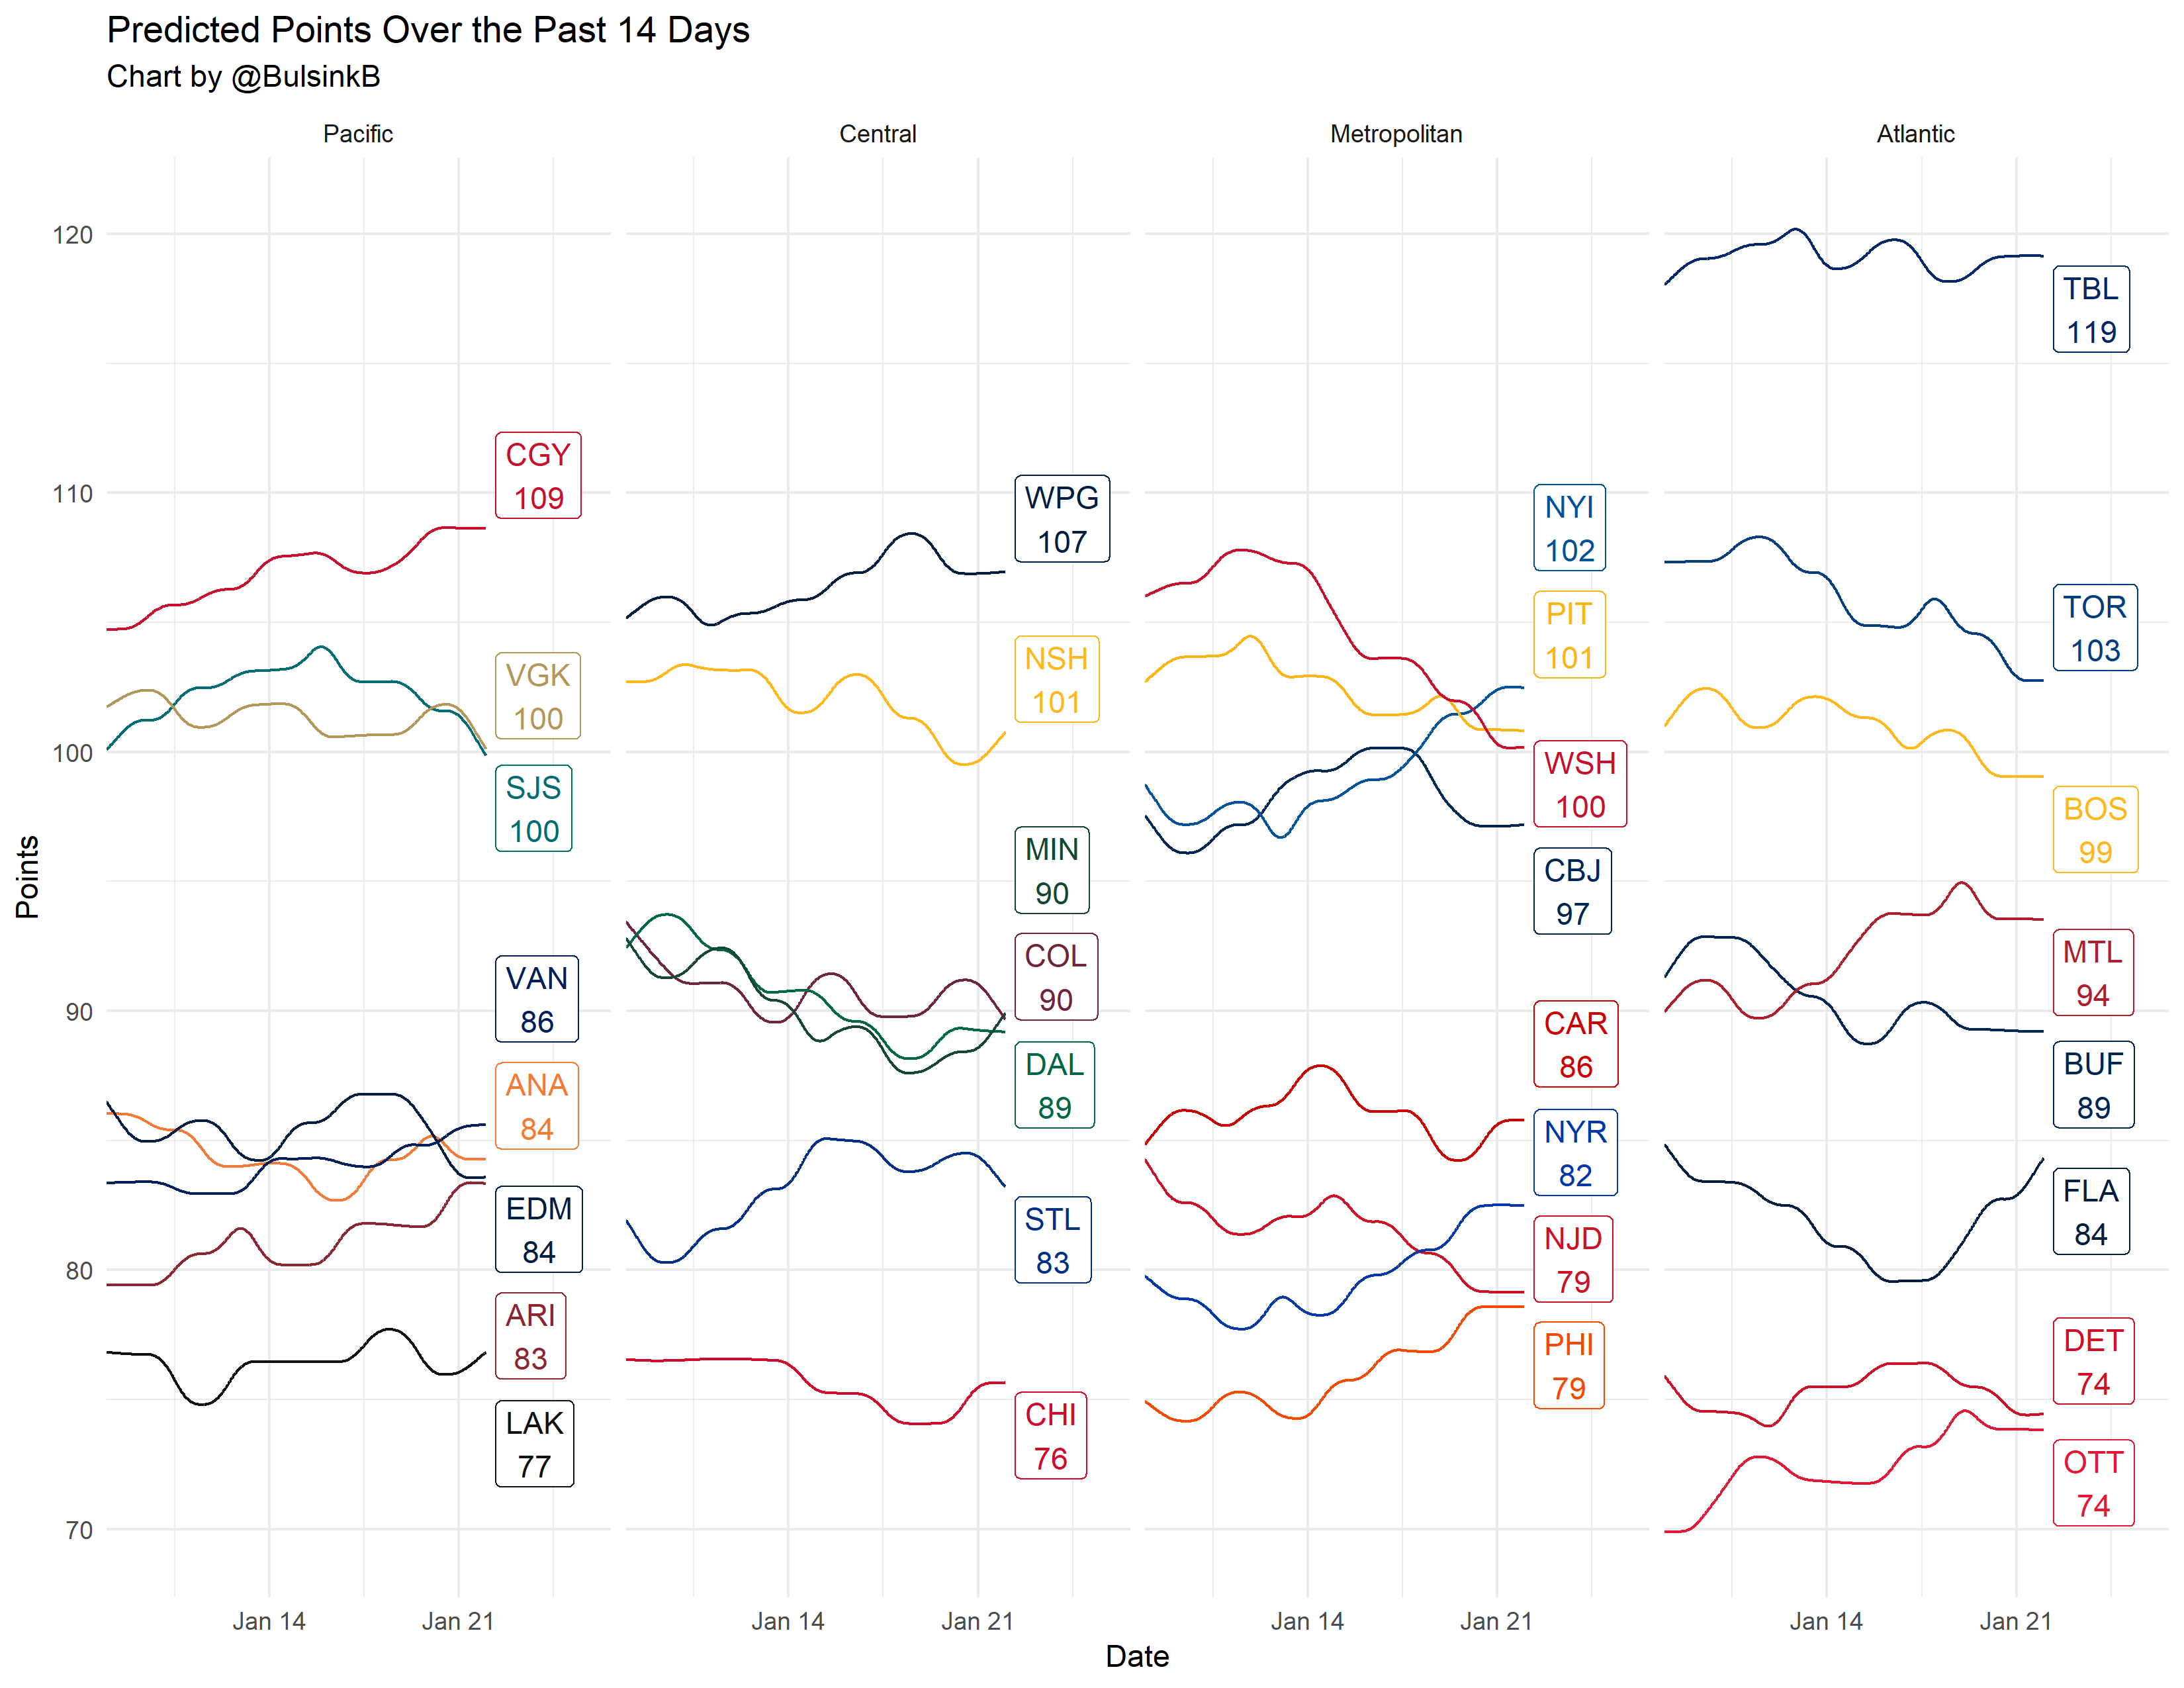 Predicted Points Over the Past 14 Days
Chart by @BulsinkB
Pacific
Central
Metropolitan
Atlantic
Points
120
110
100
90
80
70
CGY
109
VGK
100
SJS
100
VAN
86
ANA
84
EDM
84
ARI
83
LAK
77
WPG
107
NSH
101
MIN
90
COL
90
DAL
89
STL
83
CHI
76
NYI
102
PIT
101
WSH
100
CBJ
97
CAR
86
NYR
82
NJD
79
PHI
79
TBL
119
TOR
103
BOS
99
MTL
94
BUF
89
FLA
84
DET
74
OTT
74
Jan 14
Jan 21
Jan 14
Jan 21
Jan 14
Jan 21
Jan 14
Jan 21
Date